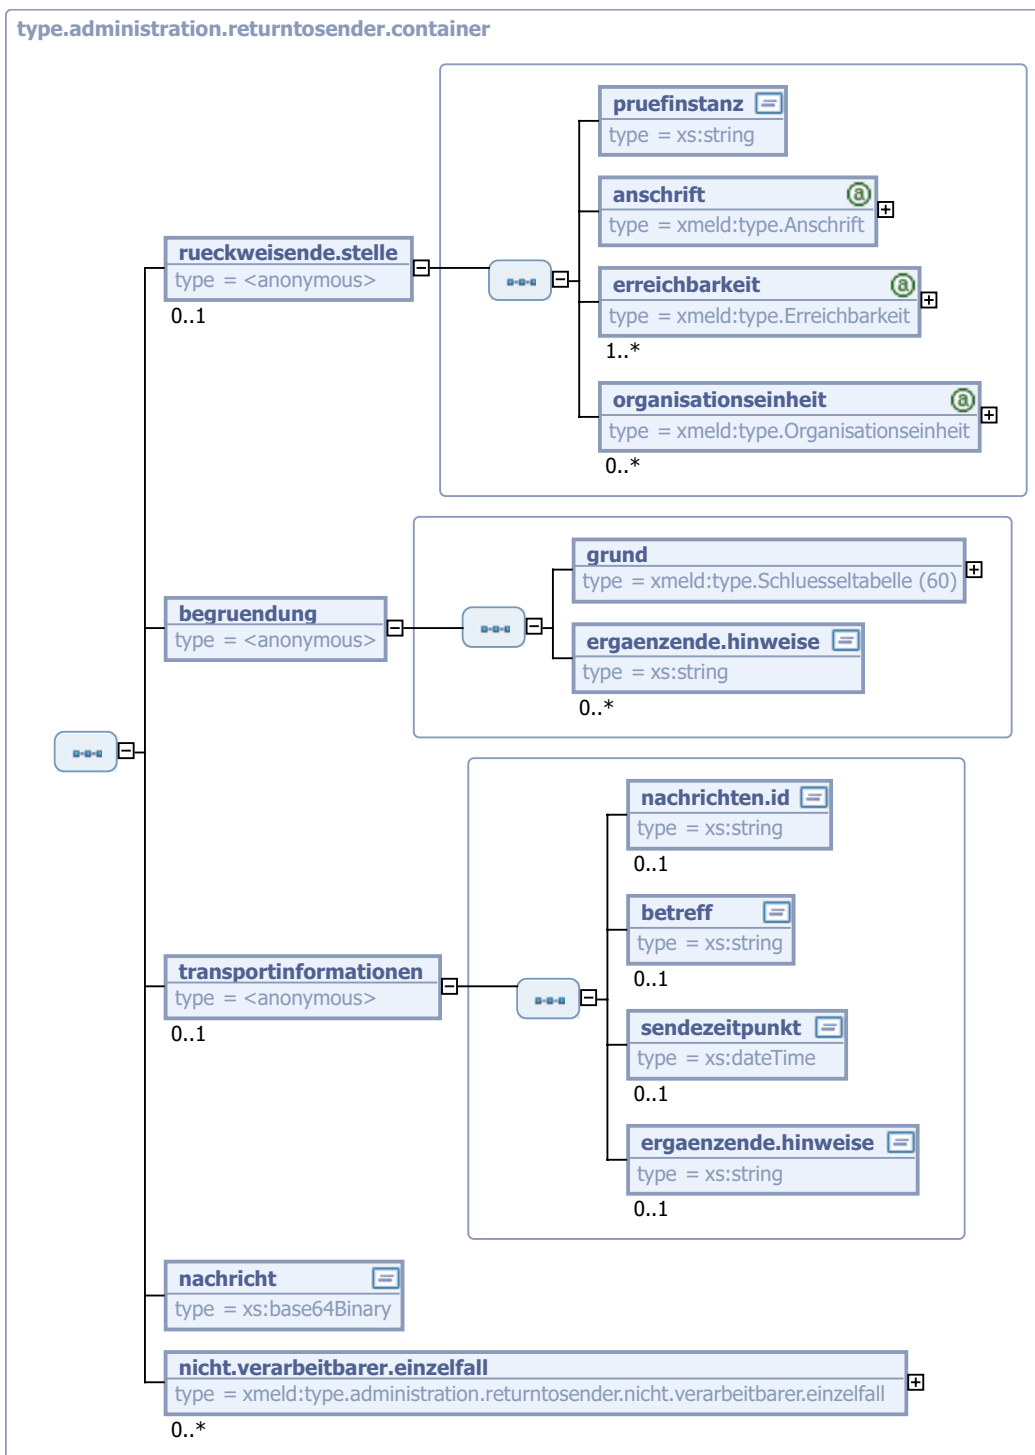 type.administration.returntosender.container
pruefinstanz
type = xs:string
anschrift
type = xmeld:type.Anschrift
rueckweisende.stelle
type = <anonymous>
0..1
erreichbarkeit
type = xmeld:type.Erreichbarkeit
1..*
organisationseinheit
type = xmeld:type.Organisationseinheit
0..*
grund
type = xmeld:type.Schluesseltabelle (60)
begruendung
type = <anonymous>
ergaenzende.hinweise
type = xs:string
0..*
nachrichten.id
type = xs:string
0..1
betreff
type = xs:string
0..1
transportinformationen
type = <anonymous>
0..1
sendezeitpunkt
type = xs:dateTime
0..1
ergaenzende.hinweise
type = xs:string
0..1
nachricht
type = xs:base64Binary
nicht.verarbeitbarer.einzelfall
type = xmeld:type.administration.returntosender.nicht.verarbeitbarer.einzelfall
0..*